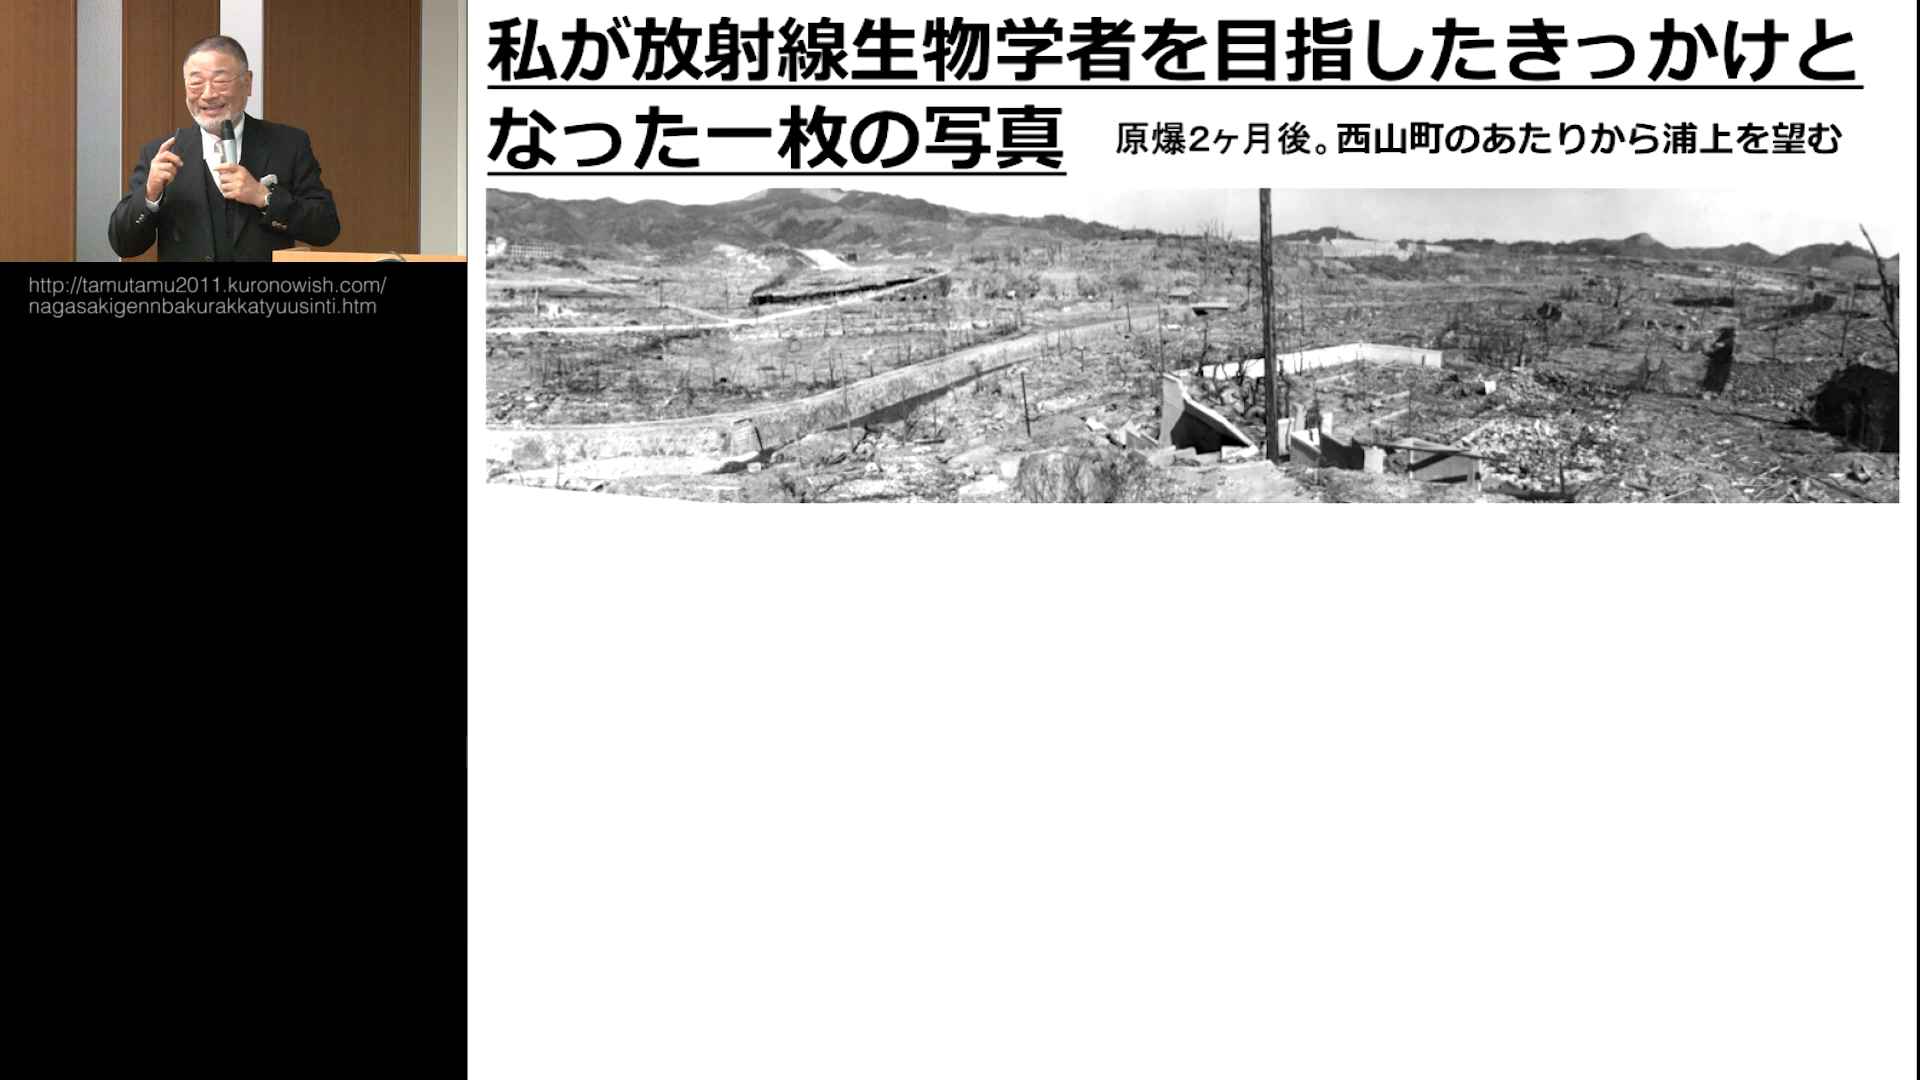 私が放射線生物学者を目指したきっかけと
なった一枚の写真
原爆2ヶ月後。西山町のあたりから浦上を望む
http://tamutamu2011.kuronowish.com/
nagasakigennbakurakkatyuusinti.htm